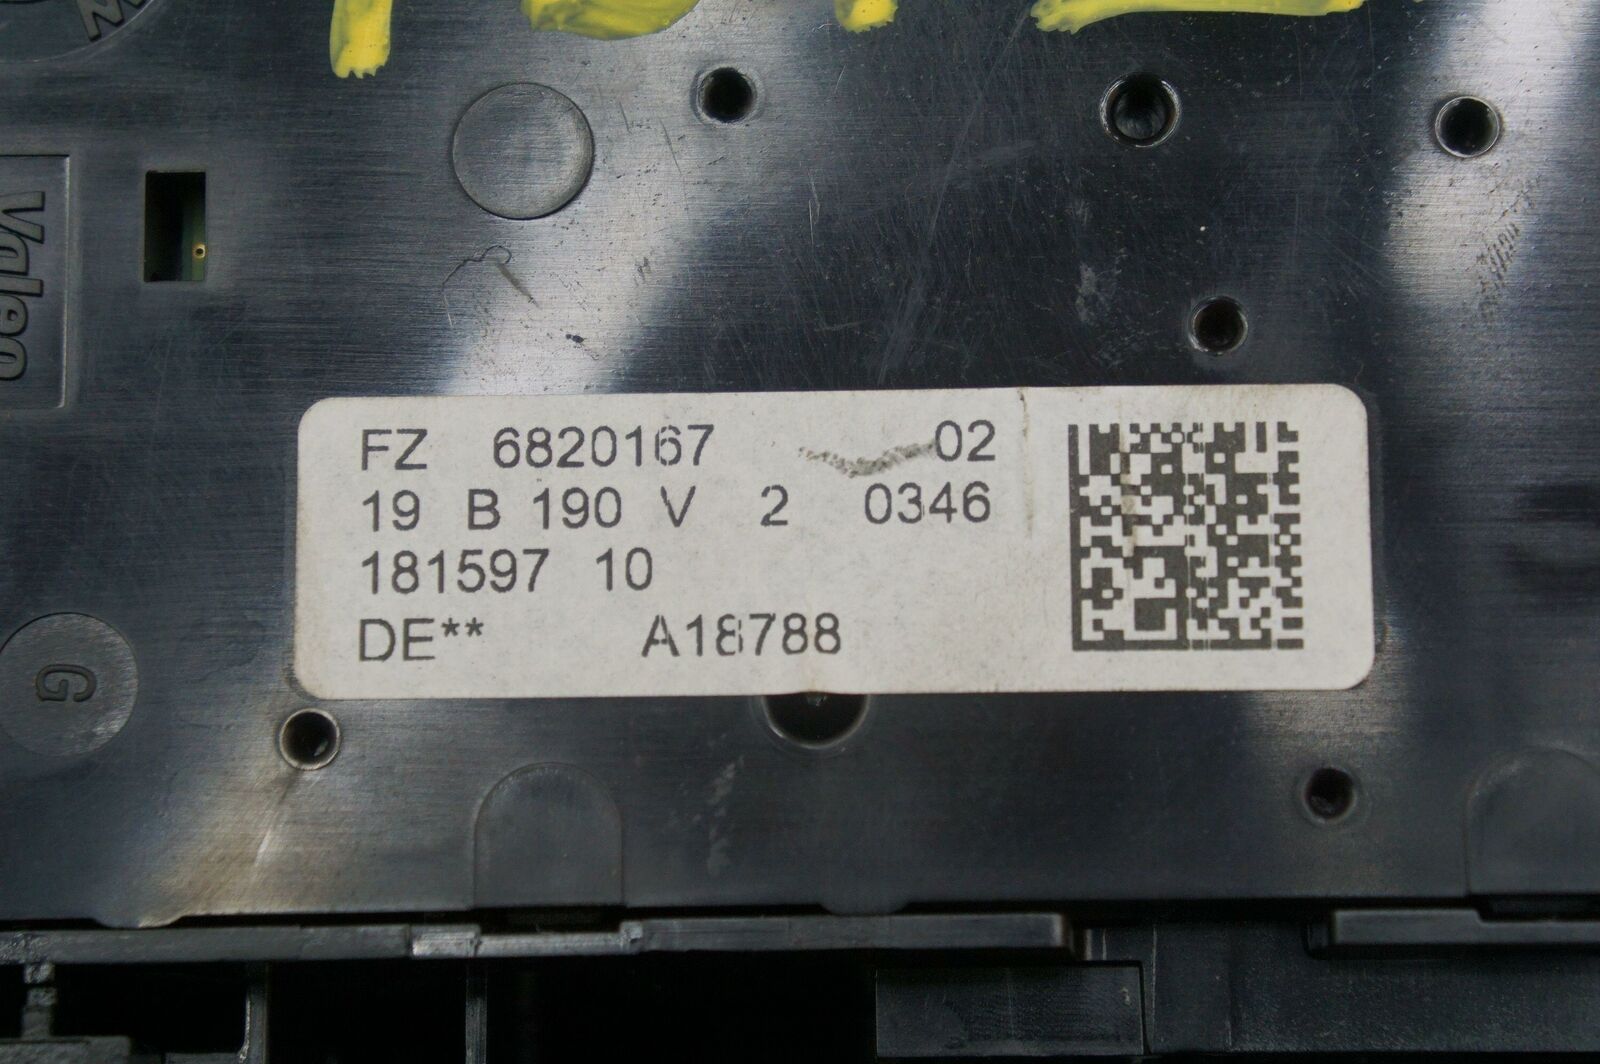 Valeo
FZ 6820167 02
19 B 190 V 2 0346
181597 10
DE** A18788
G